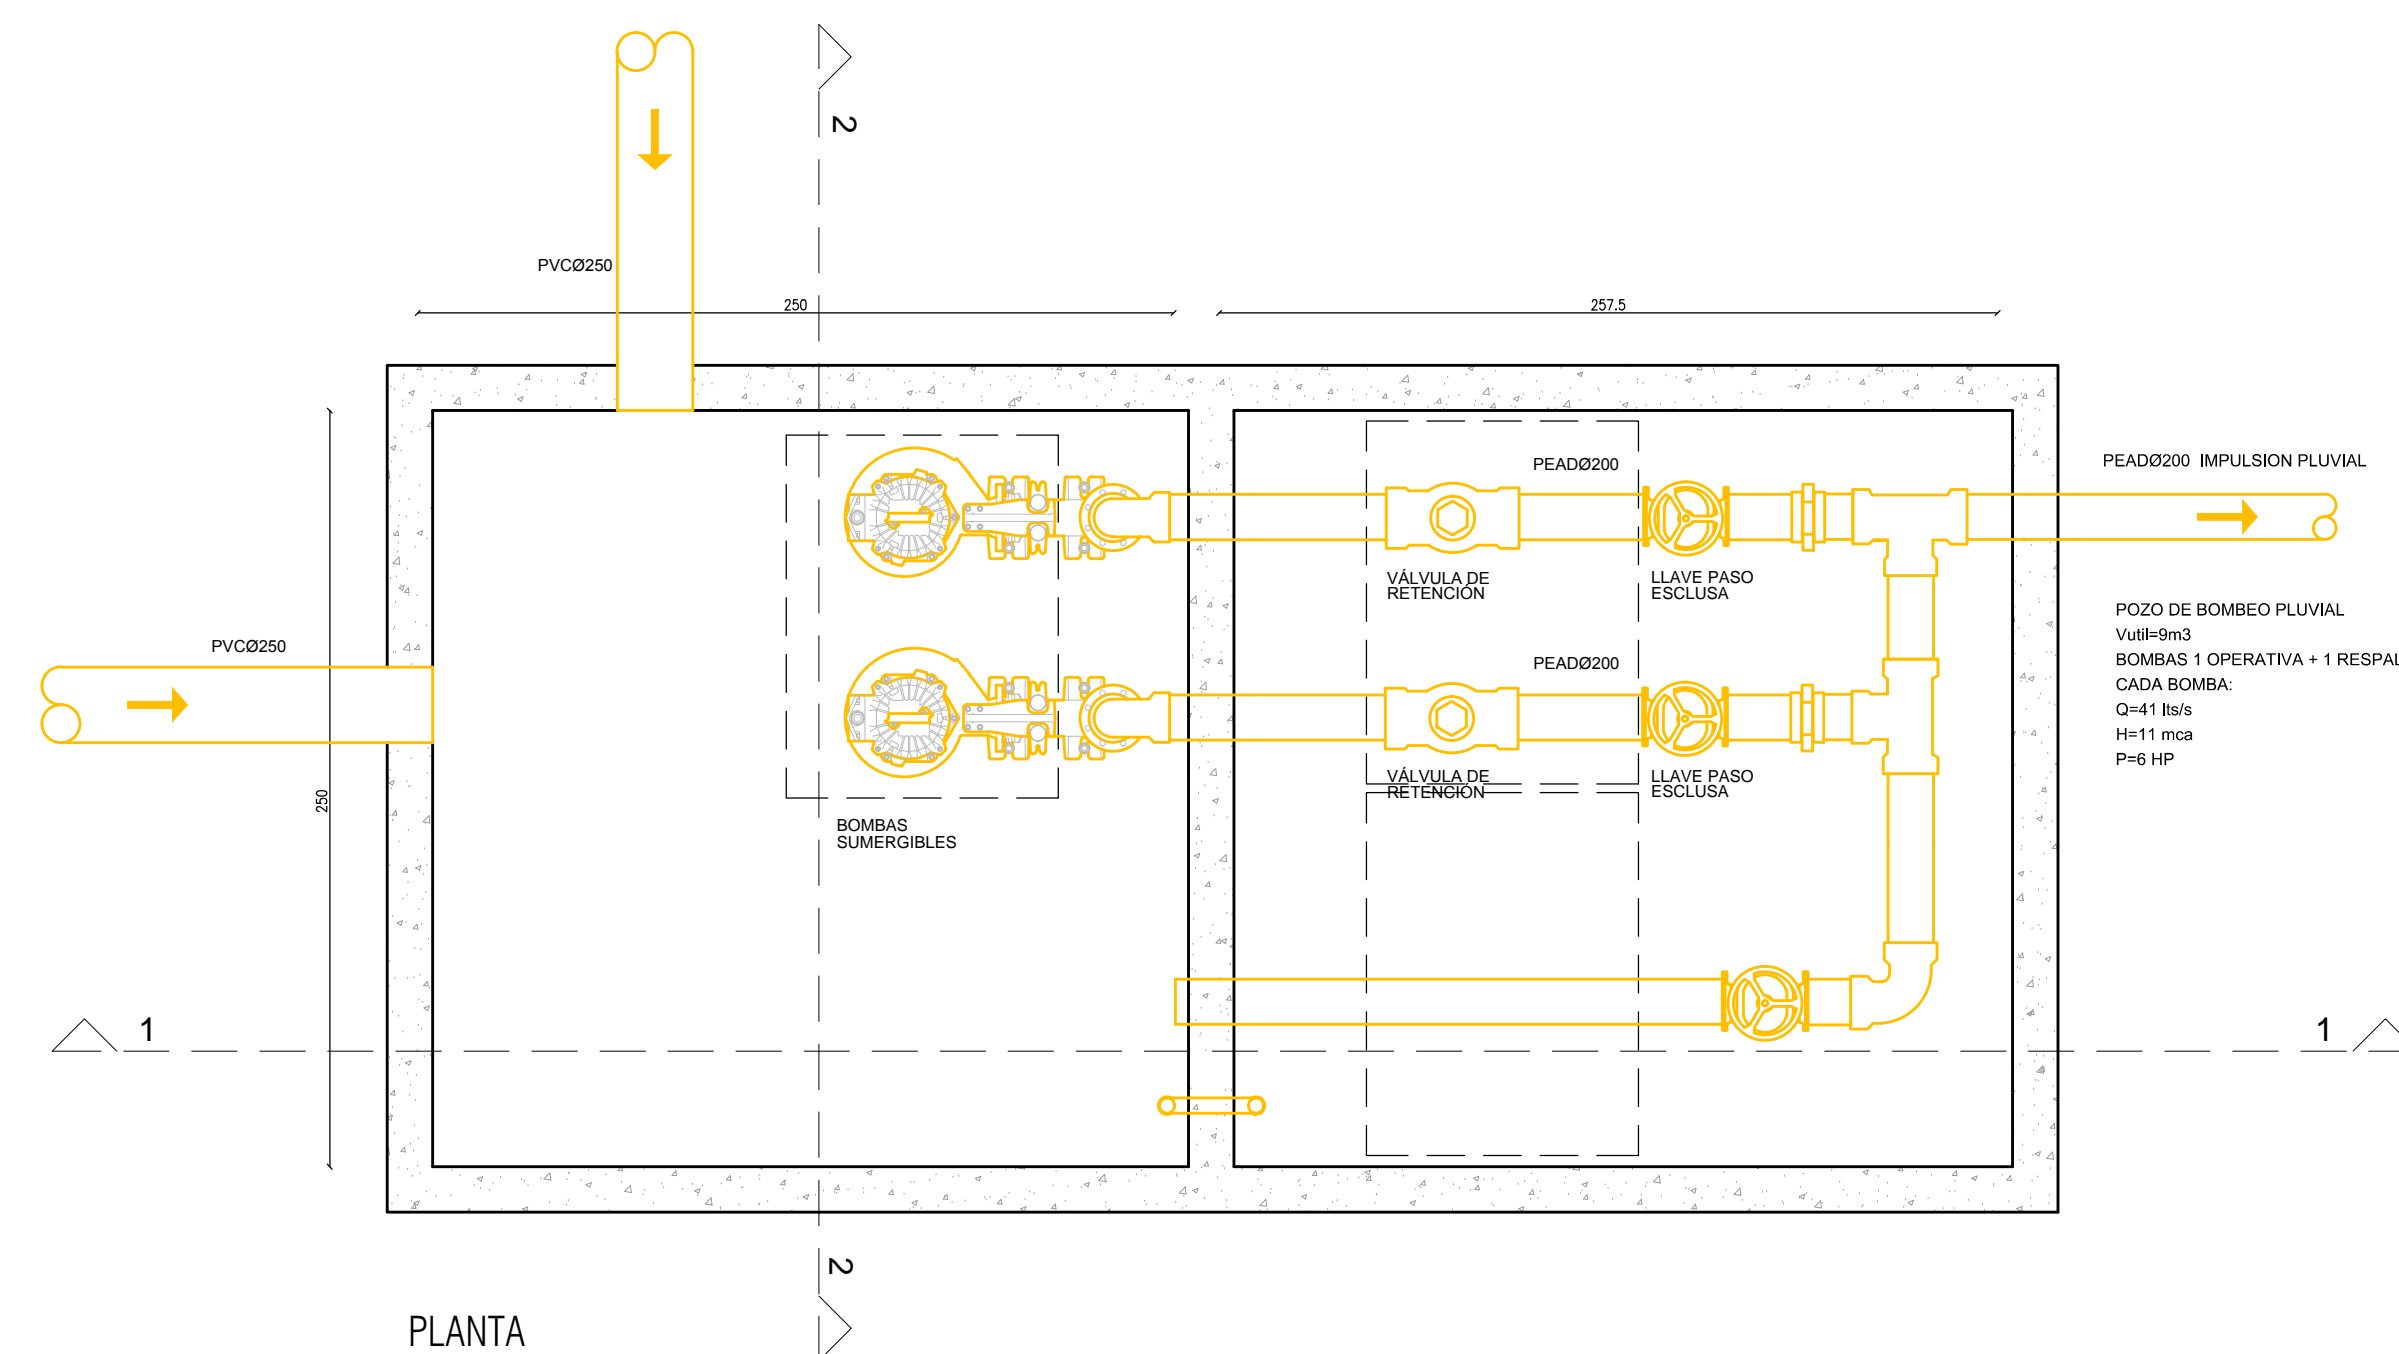 2
PVCØ250
250
257.5
PEADØ200
PEADØ200 IMPULSION PLUVIAL
VÁLVULA DE
RETENCIÓN
LLAVE PASO
ESCLUSA
PVCØ250
PEADØ200
POZO DE BOMBEO PLUVIAL
Vutil=9m3
BOMBAS 1 OPERATIVA + 1 RESPAL
CADA BOMBA:
Q=41 lts/s
H=11 mca
P=6 HP
VÁLVULA DE
RETENCIÓN
LLAVE PASO
ESCLUSA
250
BOMBAS
SUMERGIBLES
1
1
2
PLANTA